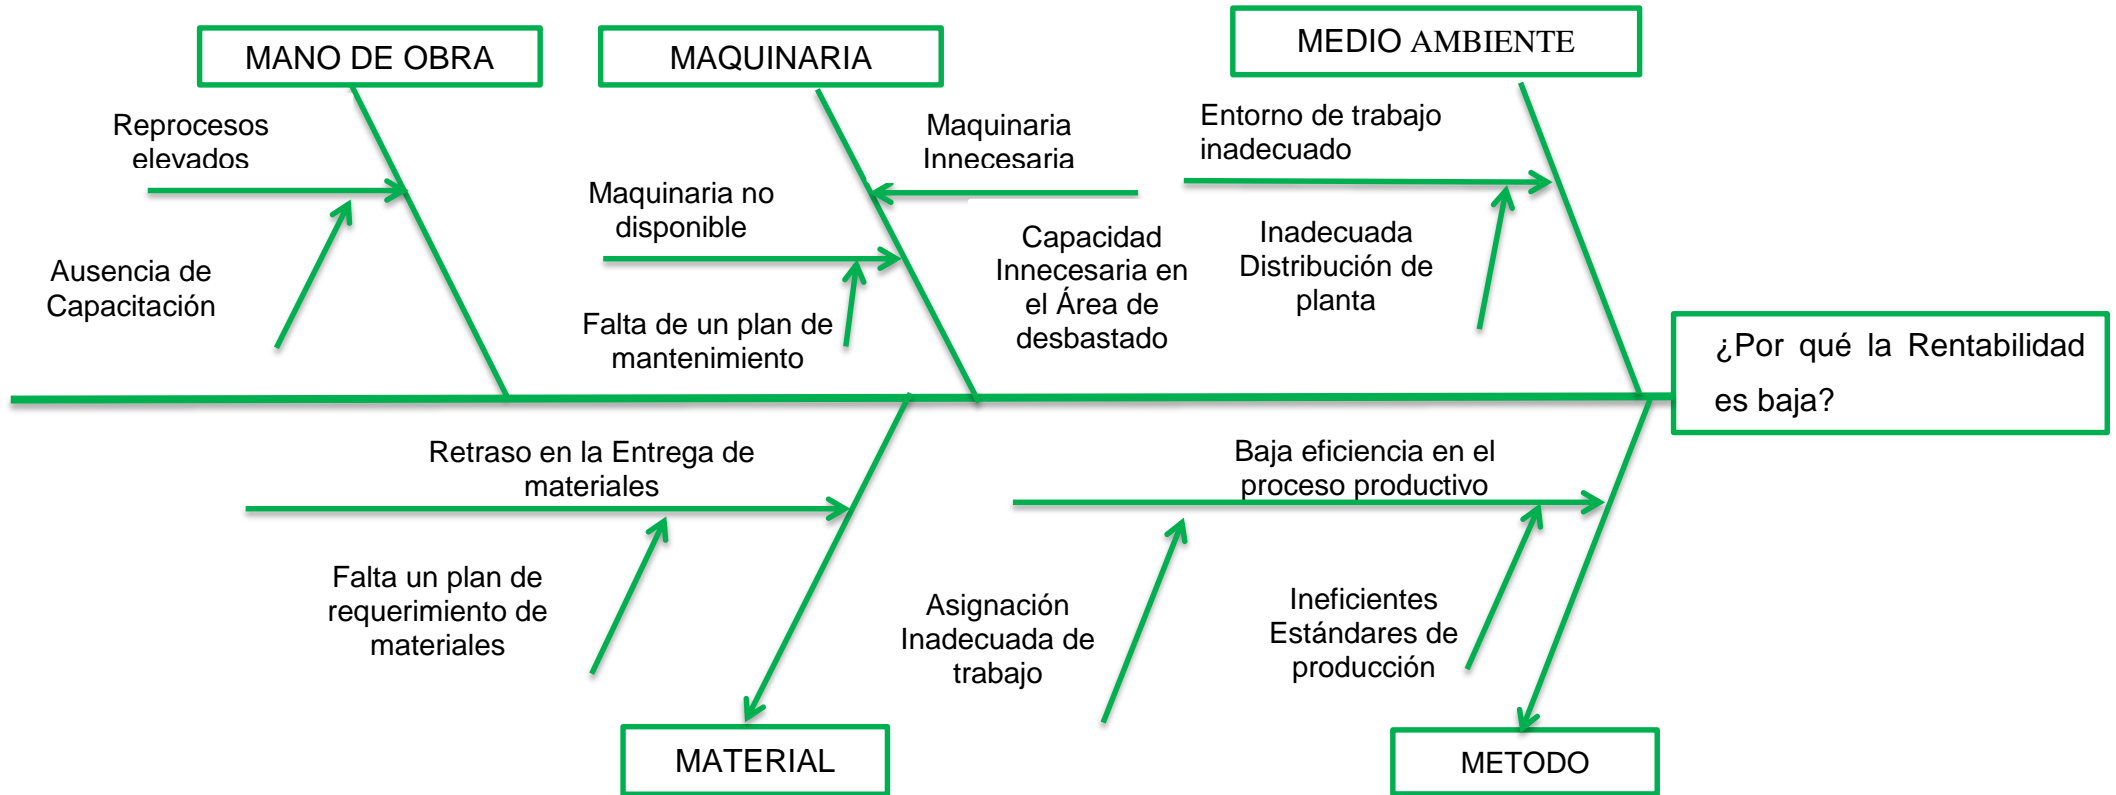 MANO DE OBRA
MAQUINARIA
MEDIO AMBIENTE
Reprocesos
elevados
Ausencia de
Capacitación
Maquinaria
Innecesaria
Maquinaria no
disponible
Falta de un plan de
mantenimiento
Capacidad
Innecesaria en
el Área de
desbastado
Entorno de trabajo
inadecuado
Inadecuada
Distribución de
planta
¿Por qué la Rentabilidad
es baja?
Retraso en la Entrega de
materiales
Falta un plan de
requerimiento de
materiales
Baja eficiencia en el
proceso productivo
Asignación
Inadecuada de
trabajo
Ineficientes
Estándares de
producción
MATERIAL
METODO